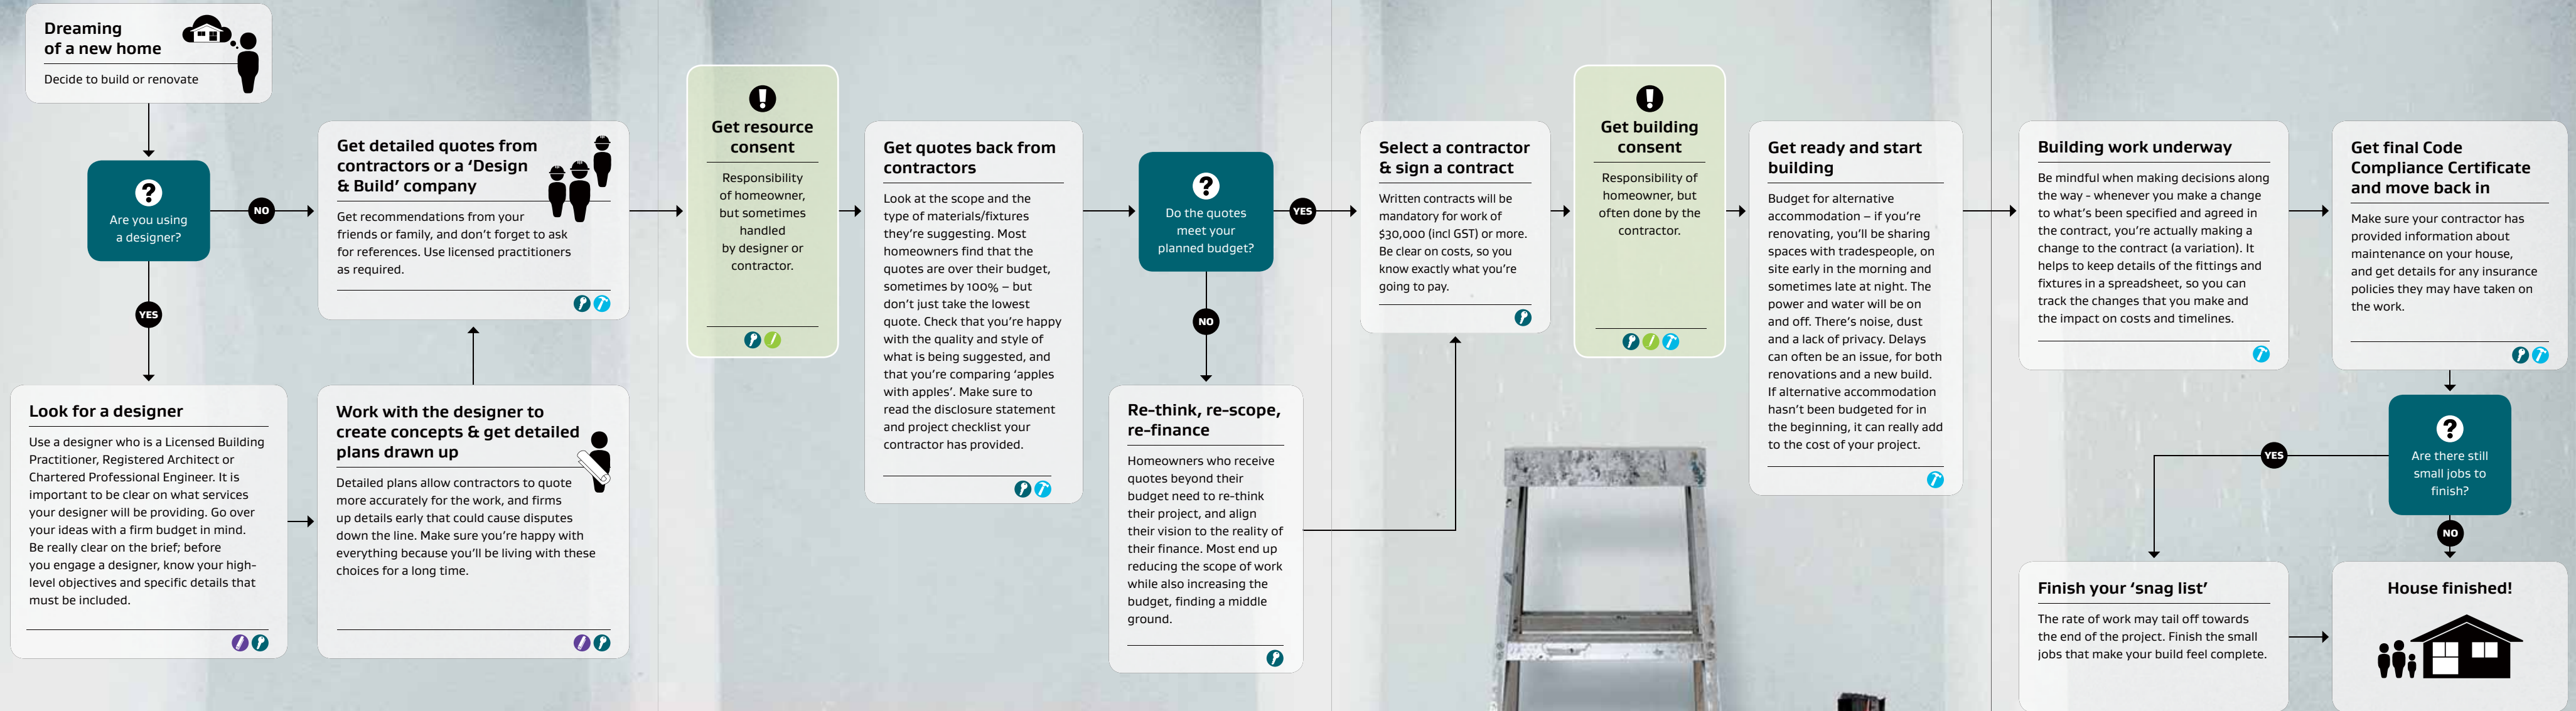 Dreaming
of a new home
Decide to build or renovate
?
Are you using
a designer?
NO
YES
Look for a designer
Use a designer who is a Licensed Building
Practitioner, Registered Architect or
Chartered Professional Engineer. It is
important to be clear on what services
your designer will be providing. Go over
your ideas with a firm budget in mind.
Be really clear on the brief; before
you engage a designer, know your high-
level objectives and specific details that
must be included.
Work with the designer to
create concepts & get detailed
plans drawn up
Detailed plans allow contractors to quote
more accurately for the work, and firms
up details early that could cause disputes
down the line. Make sure you're happy with
everything because you'll be living with these
choices for a long time.
Get detailed quotes from
contractors or a 'Design
& Build' company
Get recommendations from your
friends or family, and don't forget to ask
for references. Use licensed practitioners
as required.
!
Get resource
consent
Responsibility
of homeowner,
but sometimes
handled
by designer or
contractor.
Get quotes back from
contractors
Look at the scope and the
type of materials/fixtures
they're suggesting. Most
homeowners find that the
quotes are over their budget,
sometimes by 100% – but
don't just take the lowest
quote. Check that you're happy
with the quality and style of
what is being suggested, and
that you're comparing 'apples
with apples'. Make sure to
read the disclosure statement
and project checklist your
contractor has provided.
?
Do the quotes
meet your
planned budget?
YES
NO
Re-think, re-scope,
re-finance
Homeowners who receive
quotes beyond their
budget need to re-think
their project, and align
their vision to the reality of
their finance. Most end up
reducing the scope of work
while also increasing the
budget, finding a middle
ground.
Select a contractor
& sign a contract
Written contracts will be
mandatory for work of
$30,000 (incl GST) or more.
Be clear on costs, so you
know exactly what you're
going to pay.
!
Get building
consent
Responsibility of
homeowner, but
often done by the
contractor.
Get ready and start
building
Budget for alternative
accommodation – if you're
renovating, you'll be sharing
spaces with tradespeople, on
site early in the morning and
sometimes late at night. The
power and water will be on
and off. There's noise, dust
and a lack of privacy. Delays
can often be an issue, for both
renovations and a new build.
If alternative accommodation
hasn't been budgeted for in
the beginning, it can really add
to the cost of your project.
Building work underway
Be mindful when making decisions along
the way - whenever you make a change
to what's been specified and agreed in
the contract, you're actually making a
change to the contract (a variation). It
helps to keep details of the fittings and
fixtures in a spreadsheet, so you can
track the changes that you make and
the impact on costs and timelines.
Get final Code
Compliance Certificate
and move back in
Make sure your contractor has
provided information about
maintenance on your house,
and get details for any insurance
policies they may have taken on
the work.
?
Are there still
small jobs to
finish?
YES
NO
Finish your 'snag list'
The rate of work may tail off towards
the end of the project. Finish the small
jobs that make your build feel complete.
House finished!